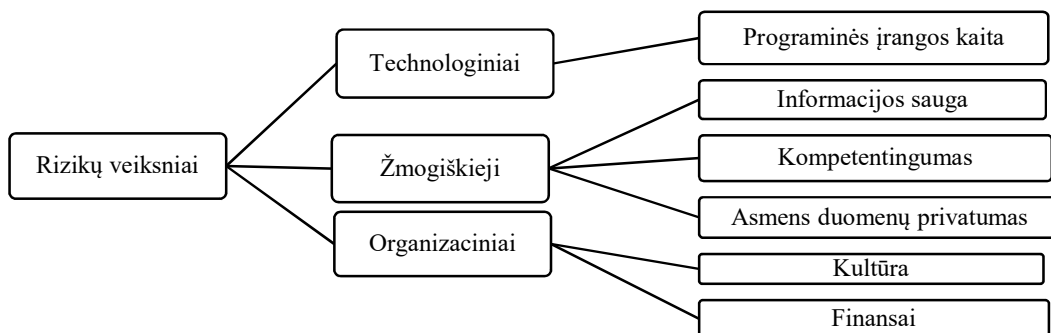 Rizikų veiksniai
Technologiniai
Programinės įrangos kaita
Žmogiškieji
Informacijos sauga
Kompetentingumas
Asmens duomenų privatumas
Organizaciniai
Kultūra
Finansai